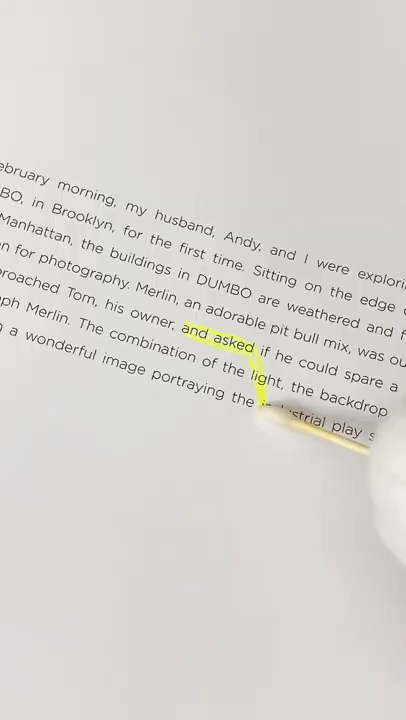 ebruary morning, my husband, Andy, and I were explori
BO, in Brooklyn, for the first time. Sitting on the edge
Manhattan, the buildings in DUMBO are weathered and f
n for photography. Merlin, an adorable pit bull mix, was ou
roached Tom, his owner, and asked if he could spare a
ph Merlin. The combination of the light, the backdrop
a wonderful image portraying the strial play s